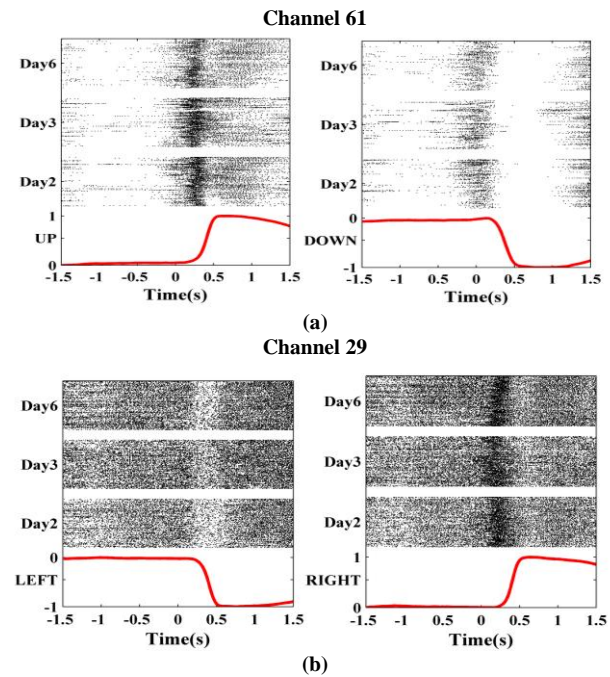 Channel 61
Day6
Day3
Day2
1
UP
0
-1.5 -1 -0.5 0 0.5 1 1.5
Time(s)
Day6
Day3
Day2
0
DOWN
-1
-1.5 -1 -0.5 0 0.5 1 1.5
Time(s)
(a)
Channel 29
Day6
Day3
Day2
0
LEFT
-1
-1.5 -1 -0.5 0 0.5 1 1.5
Time(s)
Day6
Day3
Day2
1
RIGHT
0
-1.5 -1 -0.5 0 0.5 1 1.5
Time(s)
(b)